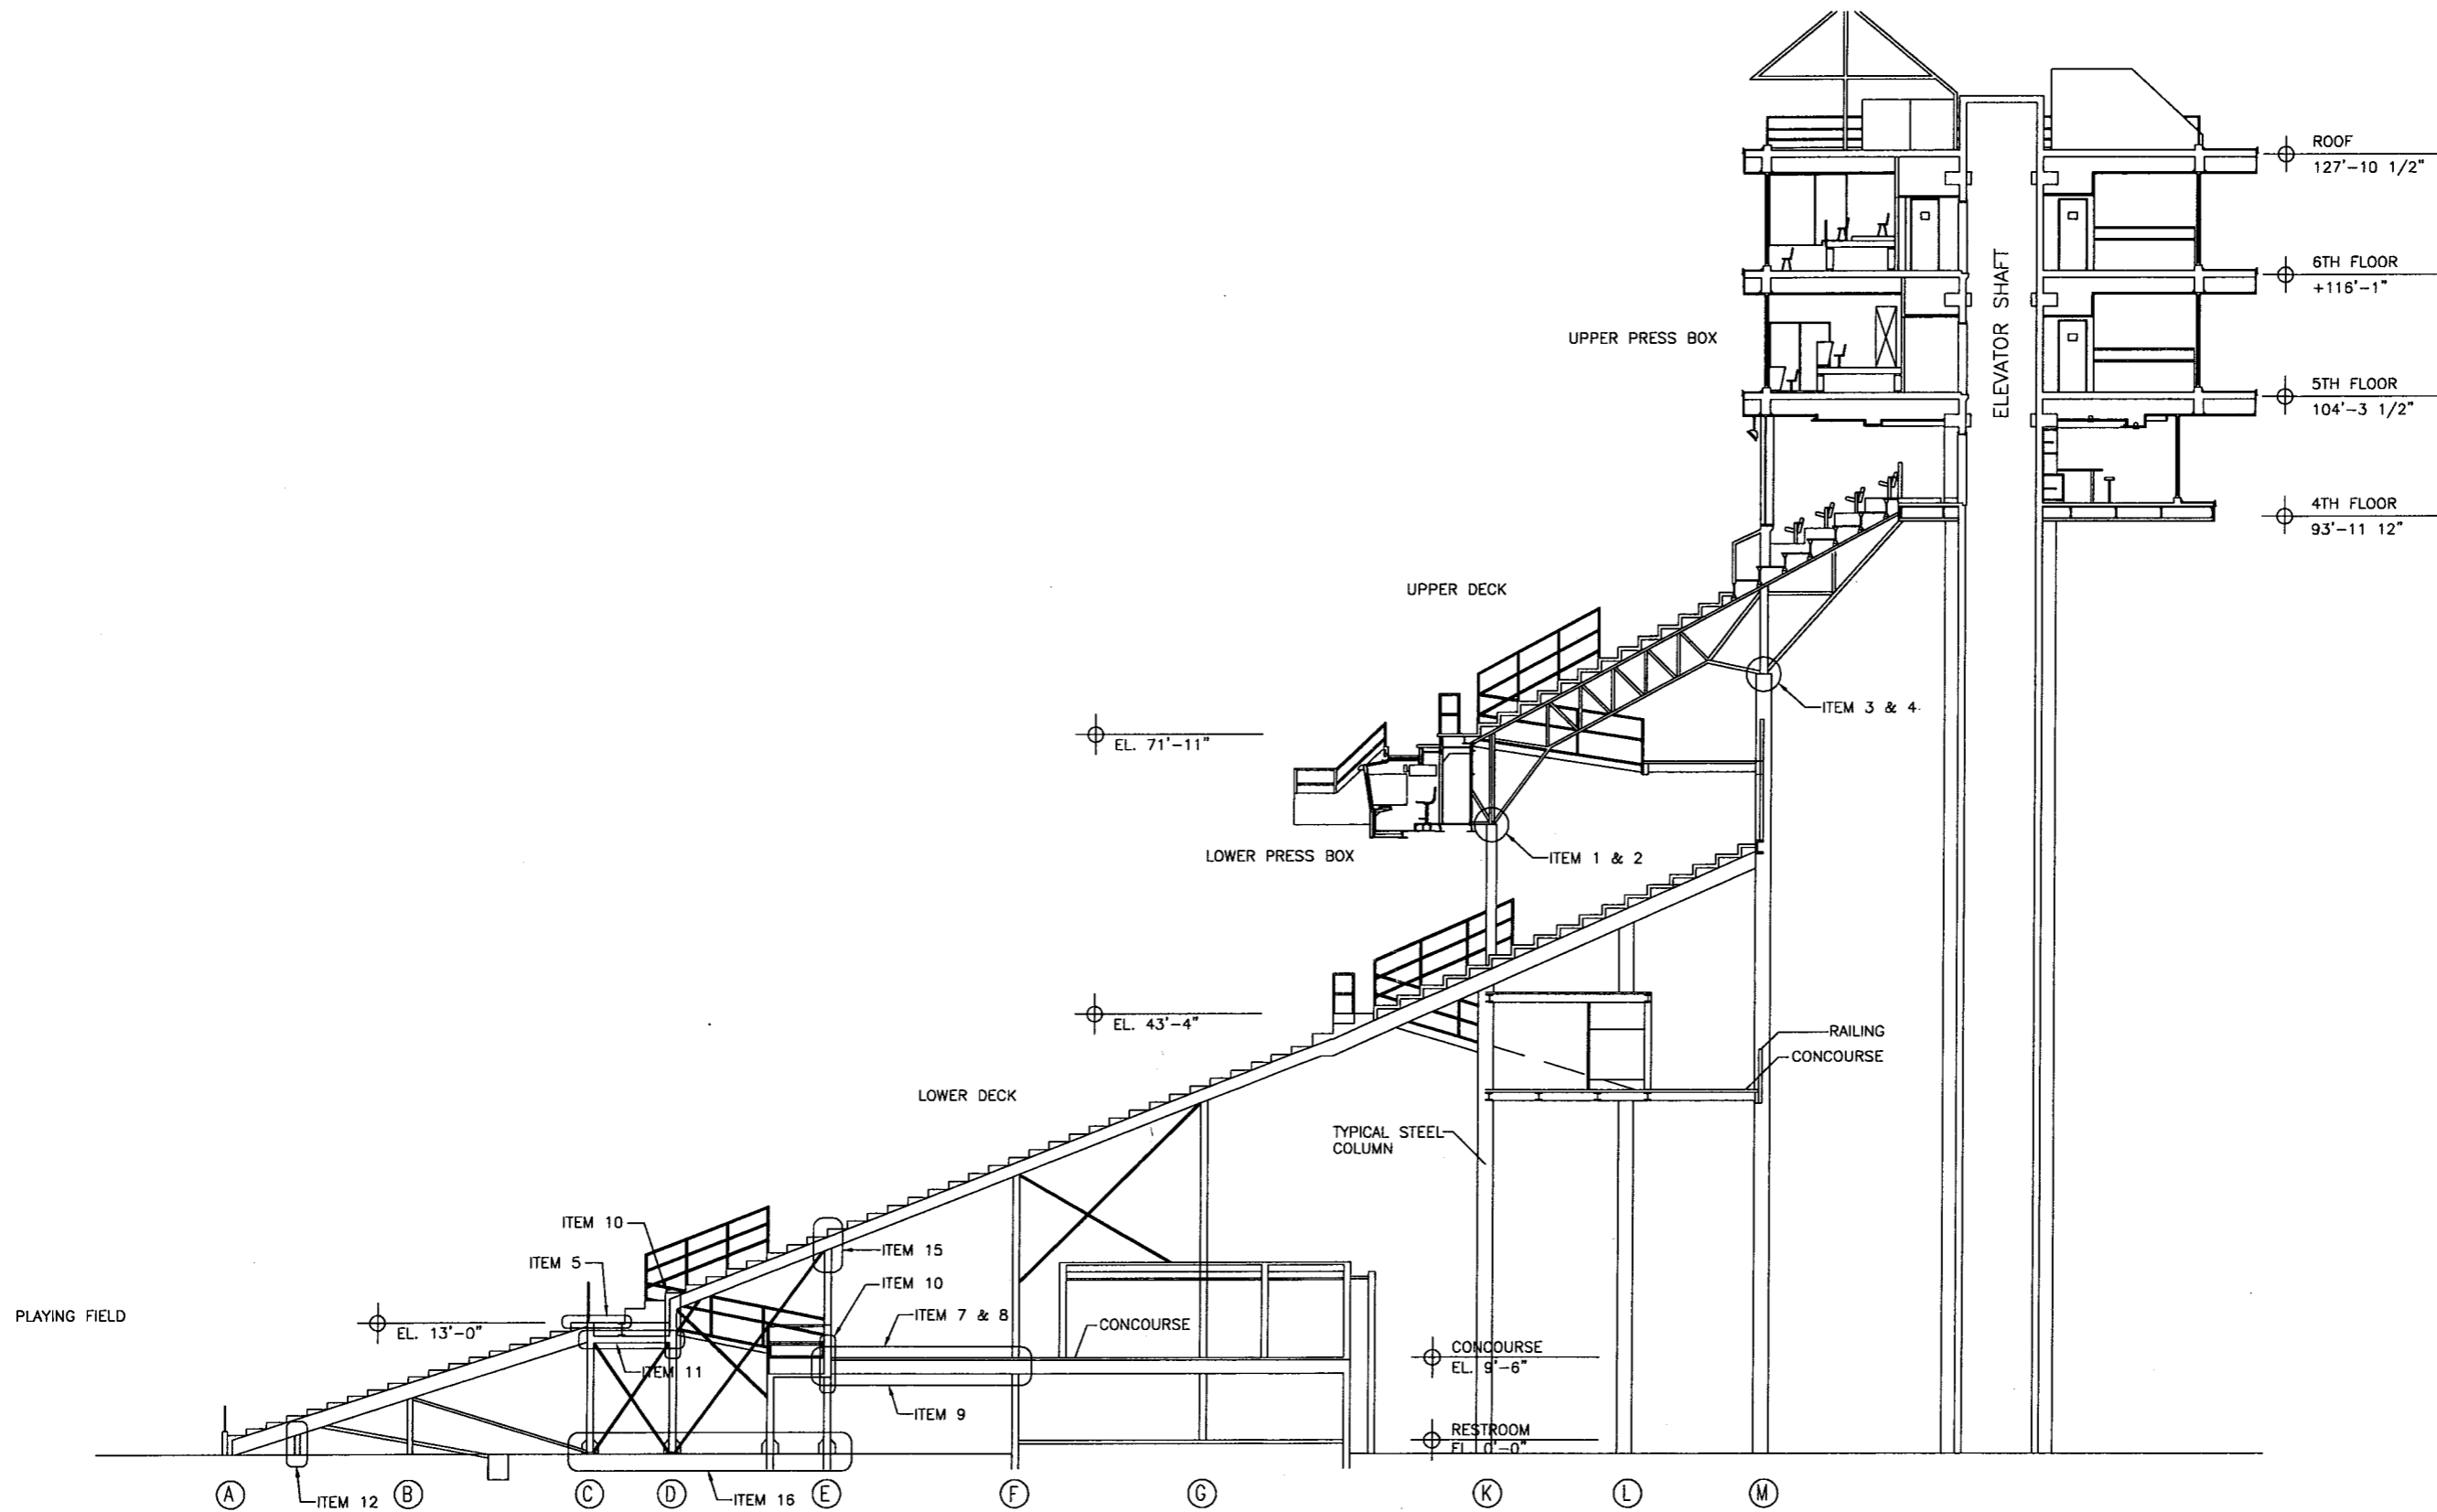 ROOF
127'-10 1/2"
6TH FLOOR
+116'-1"
ELEVATOR SHAFT
UPPER PRESS BOX
5TH FLOOR
104'-3 1/2"
4TH FLOOR
93'-11 12"
UPPER DECK
ITEM 3 & 4
EL. 71'-11"
ITEM 1 & 2
LOWER PRESS BOX
EL. 43'-4"
RAILING
CONCOURSE
LOWER DECK
TYPICAL STEEL
COLUMN
ITEM 10
ITEM 15
ITEM 5
ITEM 10
PLAYING FIELD
EL. 13'-0"
ITEM 7 & 8
CONCOURSE
CONCOURSE
EL. 9'-6"
ITEM 11
ITEM 9
RESTROOM
EL. 0'-0"
A
B
C
D
E
F
G
K
L
M
ITEM 12
ITEM 16